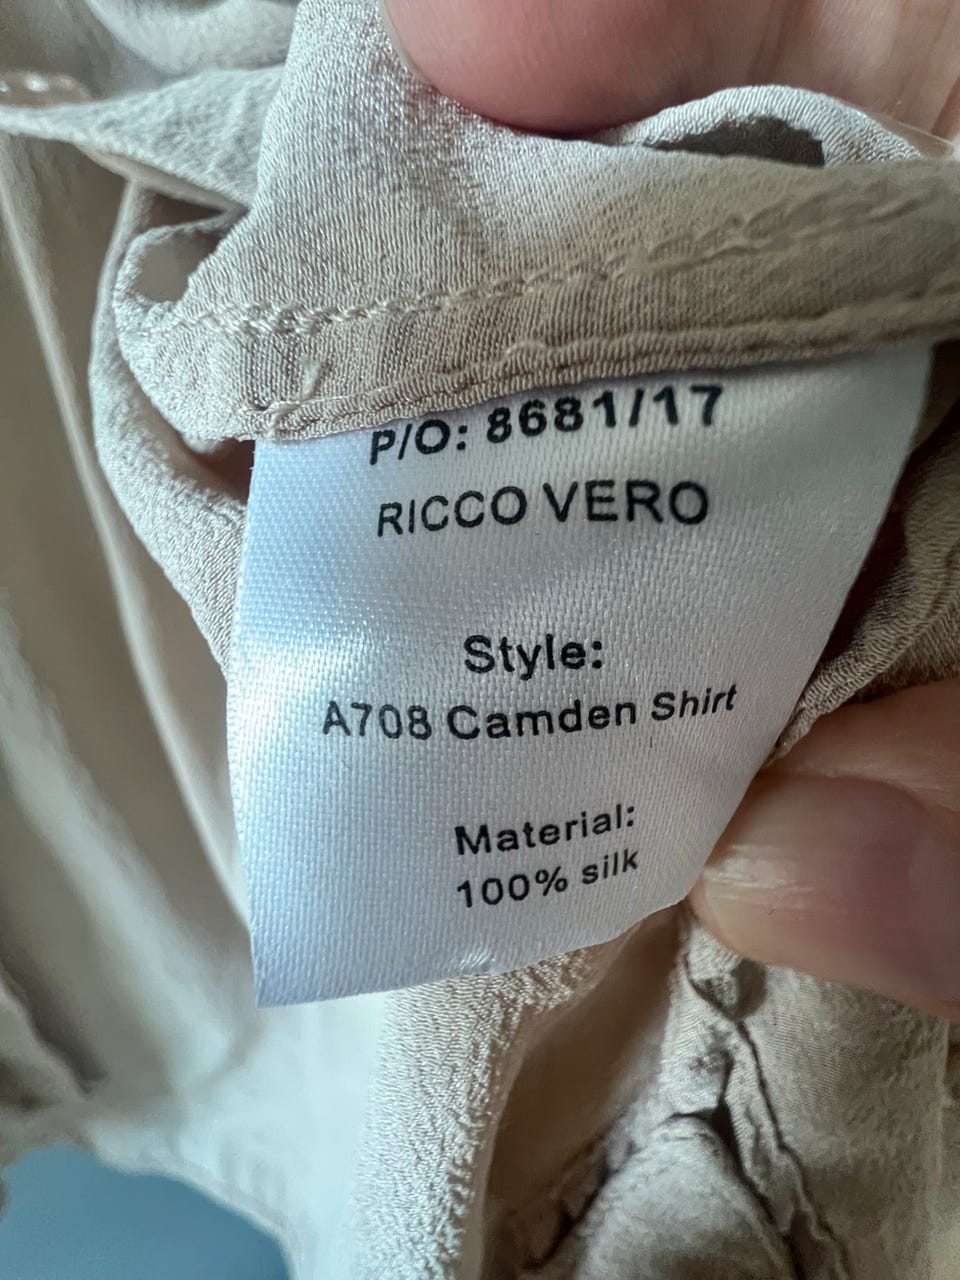 P/O: 8681/17
RICCO VERO
Style:
A708 Camden Shirt
Material:
100% silk